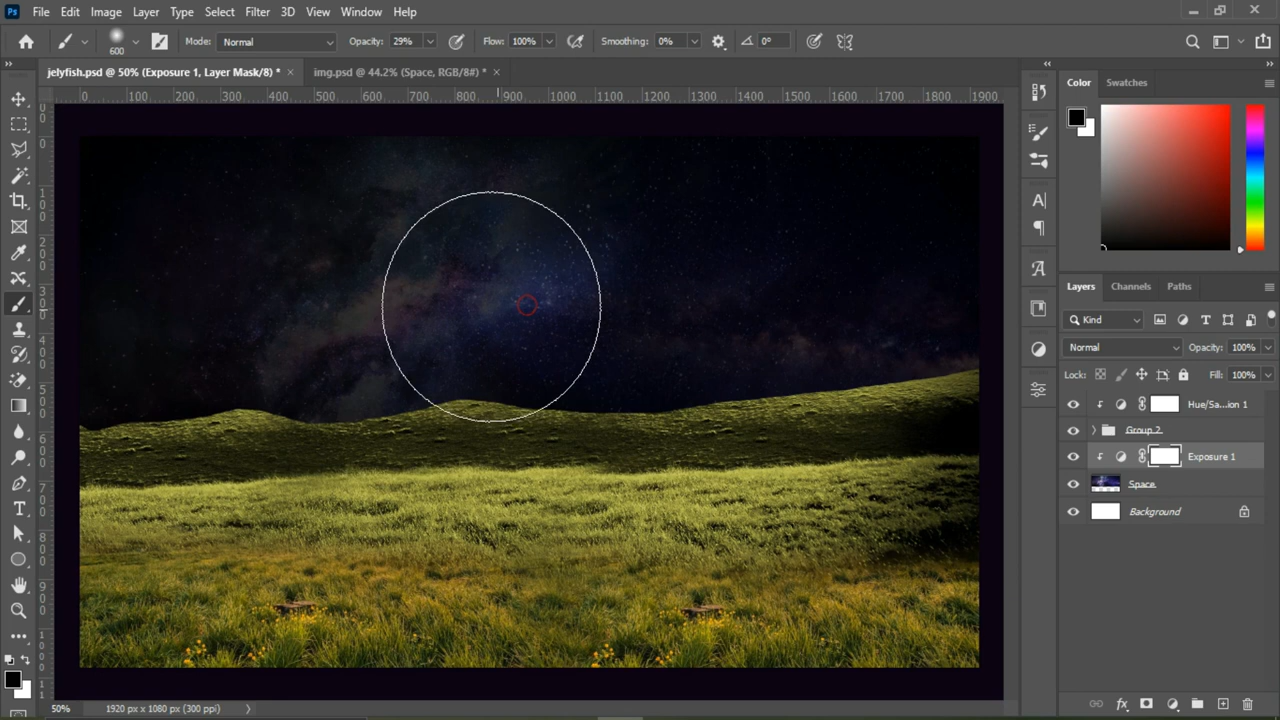 Ps File Edit Image Layer Type Select Filter 3D View Window Help
600 Mode: Normal Opacity: 29% Flow: 100% Smoothing: 0% 0°
jelyfish.psd @ 50% (Exposure 1, Layer Mask/8) * × img.psd @ 44.2% (Space, RGB/8#) * ×
0 100 200 300 400 500 600 700 800 900 1000 1100 1200 1300 1400 1500 1600 1700 1800 1900
Color Swatches
Layers Channels Paths
Kind
Normal Opacity: 100%
Lock: Fill: 100%
Hue/Sa...ion 1
Group 2
Exposure 1
Space
Background
50% 1920 px x 1080 px (300 ppi)